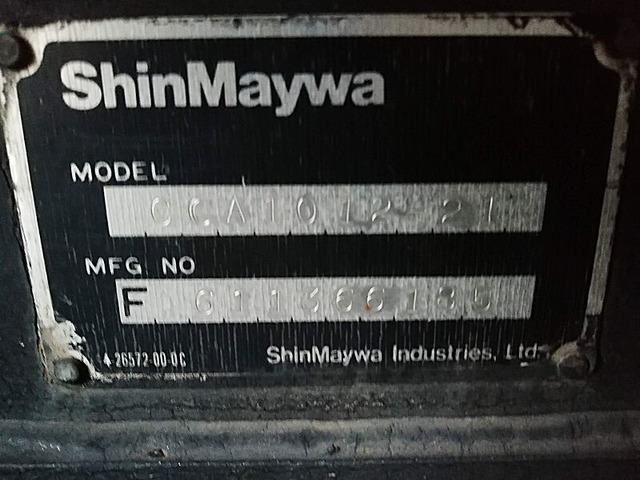 ShinMaywa
MODEL
CCA1012-21
MFG NO
F 611366185
4-26572-00-0C
ShinMaywa Industries, Ltd.